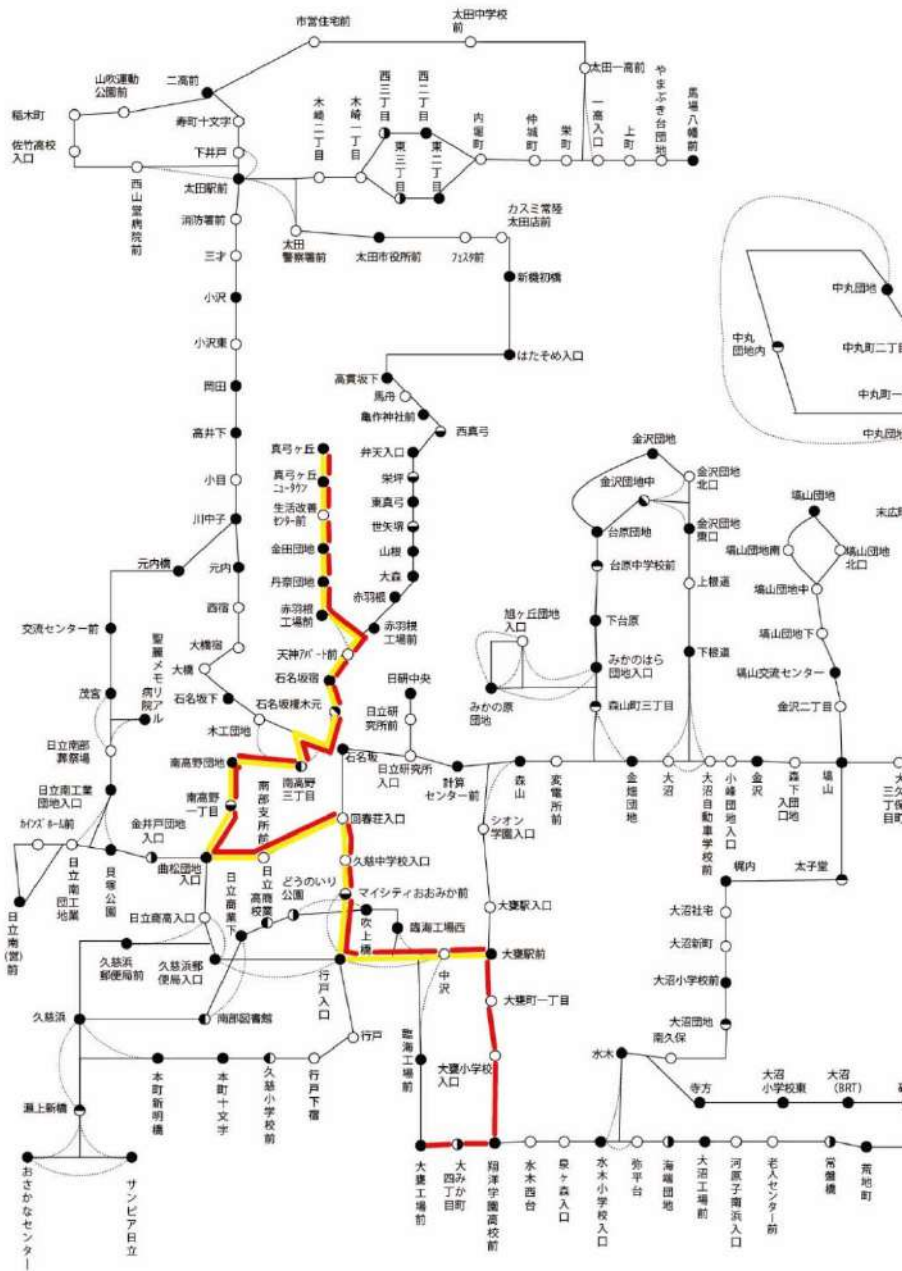 市営住宅前
太田中学校
前
山吹運動
公園前
二高前
太田一高前
稲木町
寿町十文字
佐竹高校
入口
下井戸
西山堂病院前
太田駅前
木崎二丁目
木崎一丁目
西三丁目
西二丁目
東三丁目
東二丁目
内堀町
仲城町
栄町
一高入口
上町
やまぶき台団地
馬場八幡前
消防署前
太田
警察署前
太田市役所前
フェスタ前
カスミ常陸
太田店前
三才
小沢
新機初橋
中丸団地
中丸
団地内
中丸町二丁目
中丸町一
中丸団地
小沢東
はたそめ入口
岡田
高貫坂下
馬舟
亀作神社前
西真弓
高井下
真弓ヶ丘
弁天入口
金沢団地
真弓ヶ丘
ニュータウン
栄坪
金沢団地中
金沢団地
北口
小目
生活改善
センター前
東真弓
塙山団地
末広町
川中子
世矢堺
台原団地
金沢団地
東口
金田団地
山根
塙山団地南
塙山団地
北口
元内橋
元内
丹奈団地
大森
台原中学校前
上根道
塙山団地中
西宿
赤羽根
工場前
赤羽根
旭ヶ丘団地
入口
下台原
塙山団地下
交流センター前
大橋宿
赤羽根
工場前
天神アパート前
下根道
聖麗メモリアル
病院
大橋
石名坂宿
日研中央
みかのはら
団地入口
塙山交流センター
茂宮
石名坂下
石名坂橿木元
日立研
究所前
みかの原
団地
森山町三丁目
金沢二丁目
木工団地
日立南部
葬祭場
南高野団地
南高野
三丁目
石名坂
日立研究所
入口
計算
センター前
森山
変電所前
金畑団地
大沼
大沼自動車学校前
小峰団地入口
金沢
森下団地
入口
塙山
大久保
三丁目
日立南工業
団地入口
南高野
一丁目
南部支所前
回春荘入口
シオン
学園入口
カインズホーム前
金井戸団地
入口
日立南工業
団地
貝塚公園
曲松団地
入口
日立商業下
日立商業
高校
どうのいり
公園
久慈中学校入口
マイシティおおみか前
梶内
太子堂
日立南(営)前
日立商高入口
吹上橋
臨海工場西
大甕駅入口
大沼社宅
大沼新町
久慈浜
郵便局前
久慈浜郵
便局入口
行戸入口
中沢
大甕駅前
大沼小学校前
大甕町一丁目
久慈浜
南部図書館
行戸
大沼団地
南久保
臨海工場前
大甕小学校
入口
水木
本町新明橋
本町十文字
久慈小学校前
行戸下宿
寺方
大沼
小学校東
大沼
(BRT)
瀬上新橋
おさかなセンター
サンピア日立
大甕工場前
大みか町
四丁目
翔洋学園高校前
水木西台
泉ヶ森入口
水木小学校入口
弥平台
海端団地
大沼工場前
河原子南浜入口
老人センター前
常盤橋
荒地町